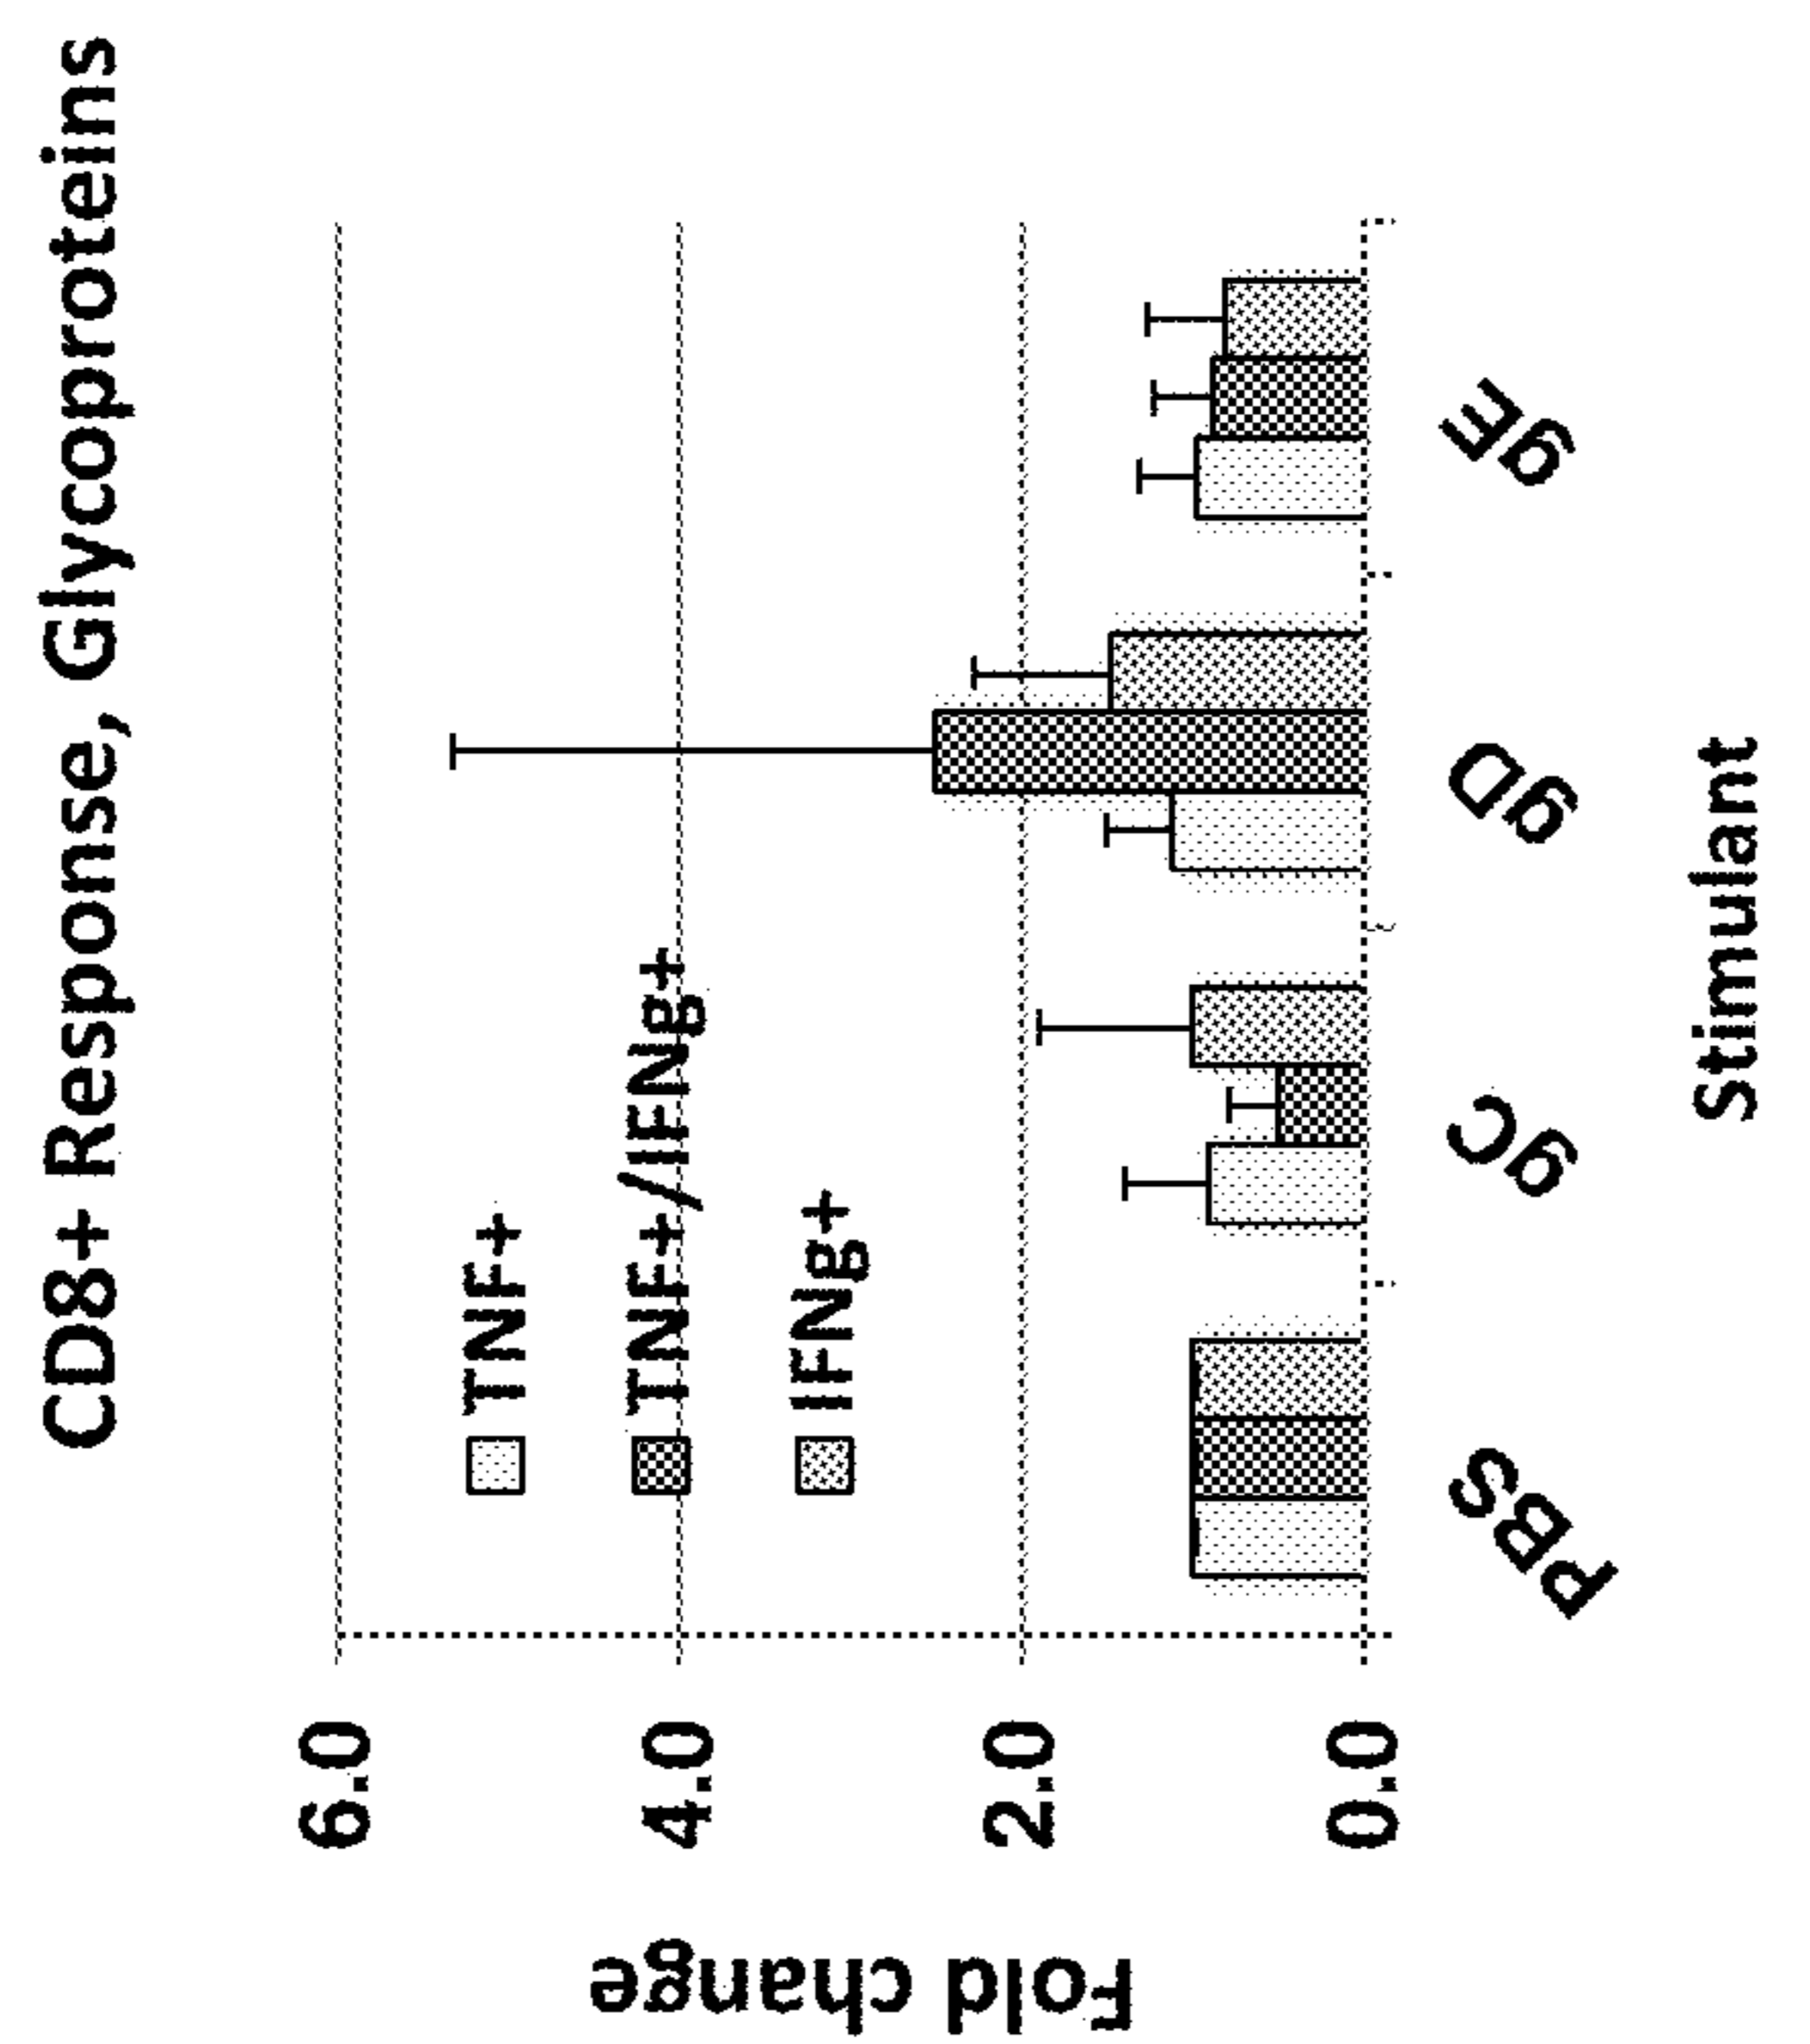 CD8+ Response, Glycoproteins
6.0
4.0
2.0
0.0
Fold change
TNF+
TNF+/IFNg+
IFNg+
PBS
gC
gD
gE
Stimulant